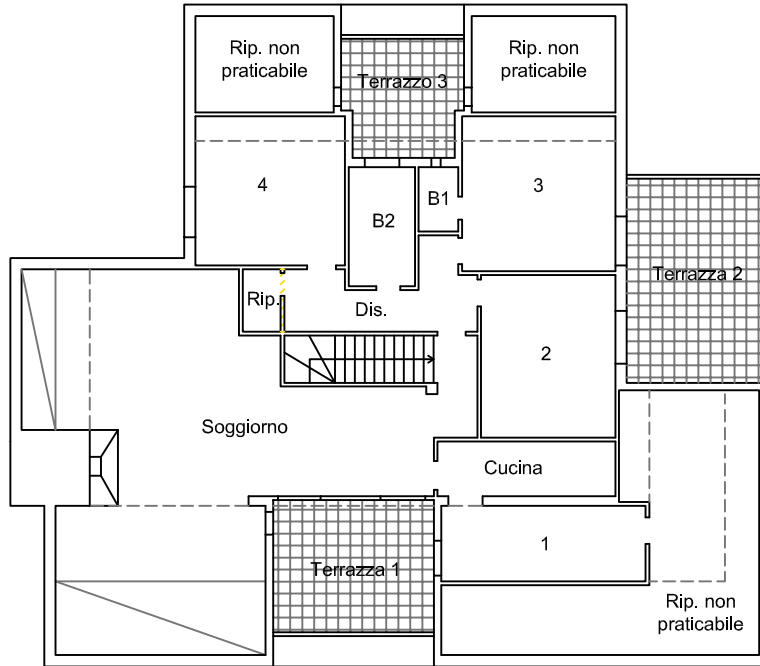 Rip. non
praticabile
Terrazzo 3
Rip. non
praticabile
4
B2
B1
3
Terrazza 2
Rip.
Dis.
2
Soggiorno
Cucina
1
Terrazza 1
Rip. non
praticabile